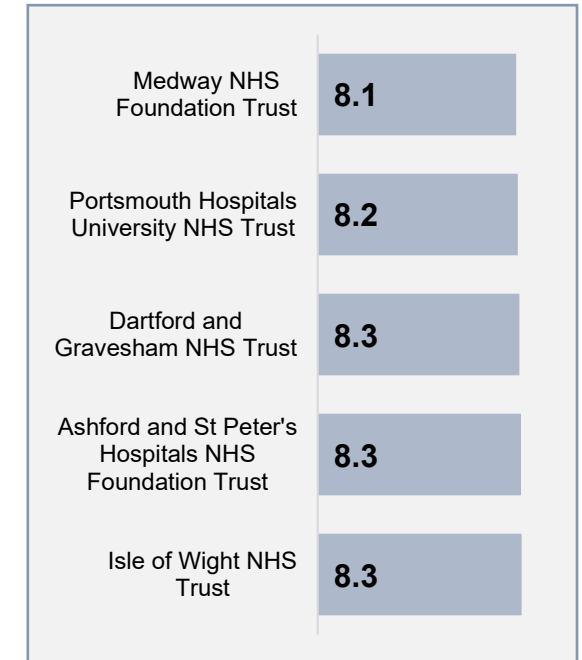 Medway NHS
Foundation Trust
8.1
Portsmouth Hospitals
University NHS Trust
8.2
Dartford and
Gravesham NHS Trust
8.3
Ashford and St Peter's
Hospitals NHS
Foundation Trust
8.3
Isle of Wight NHS
Trust
8.3